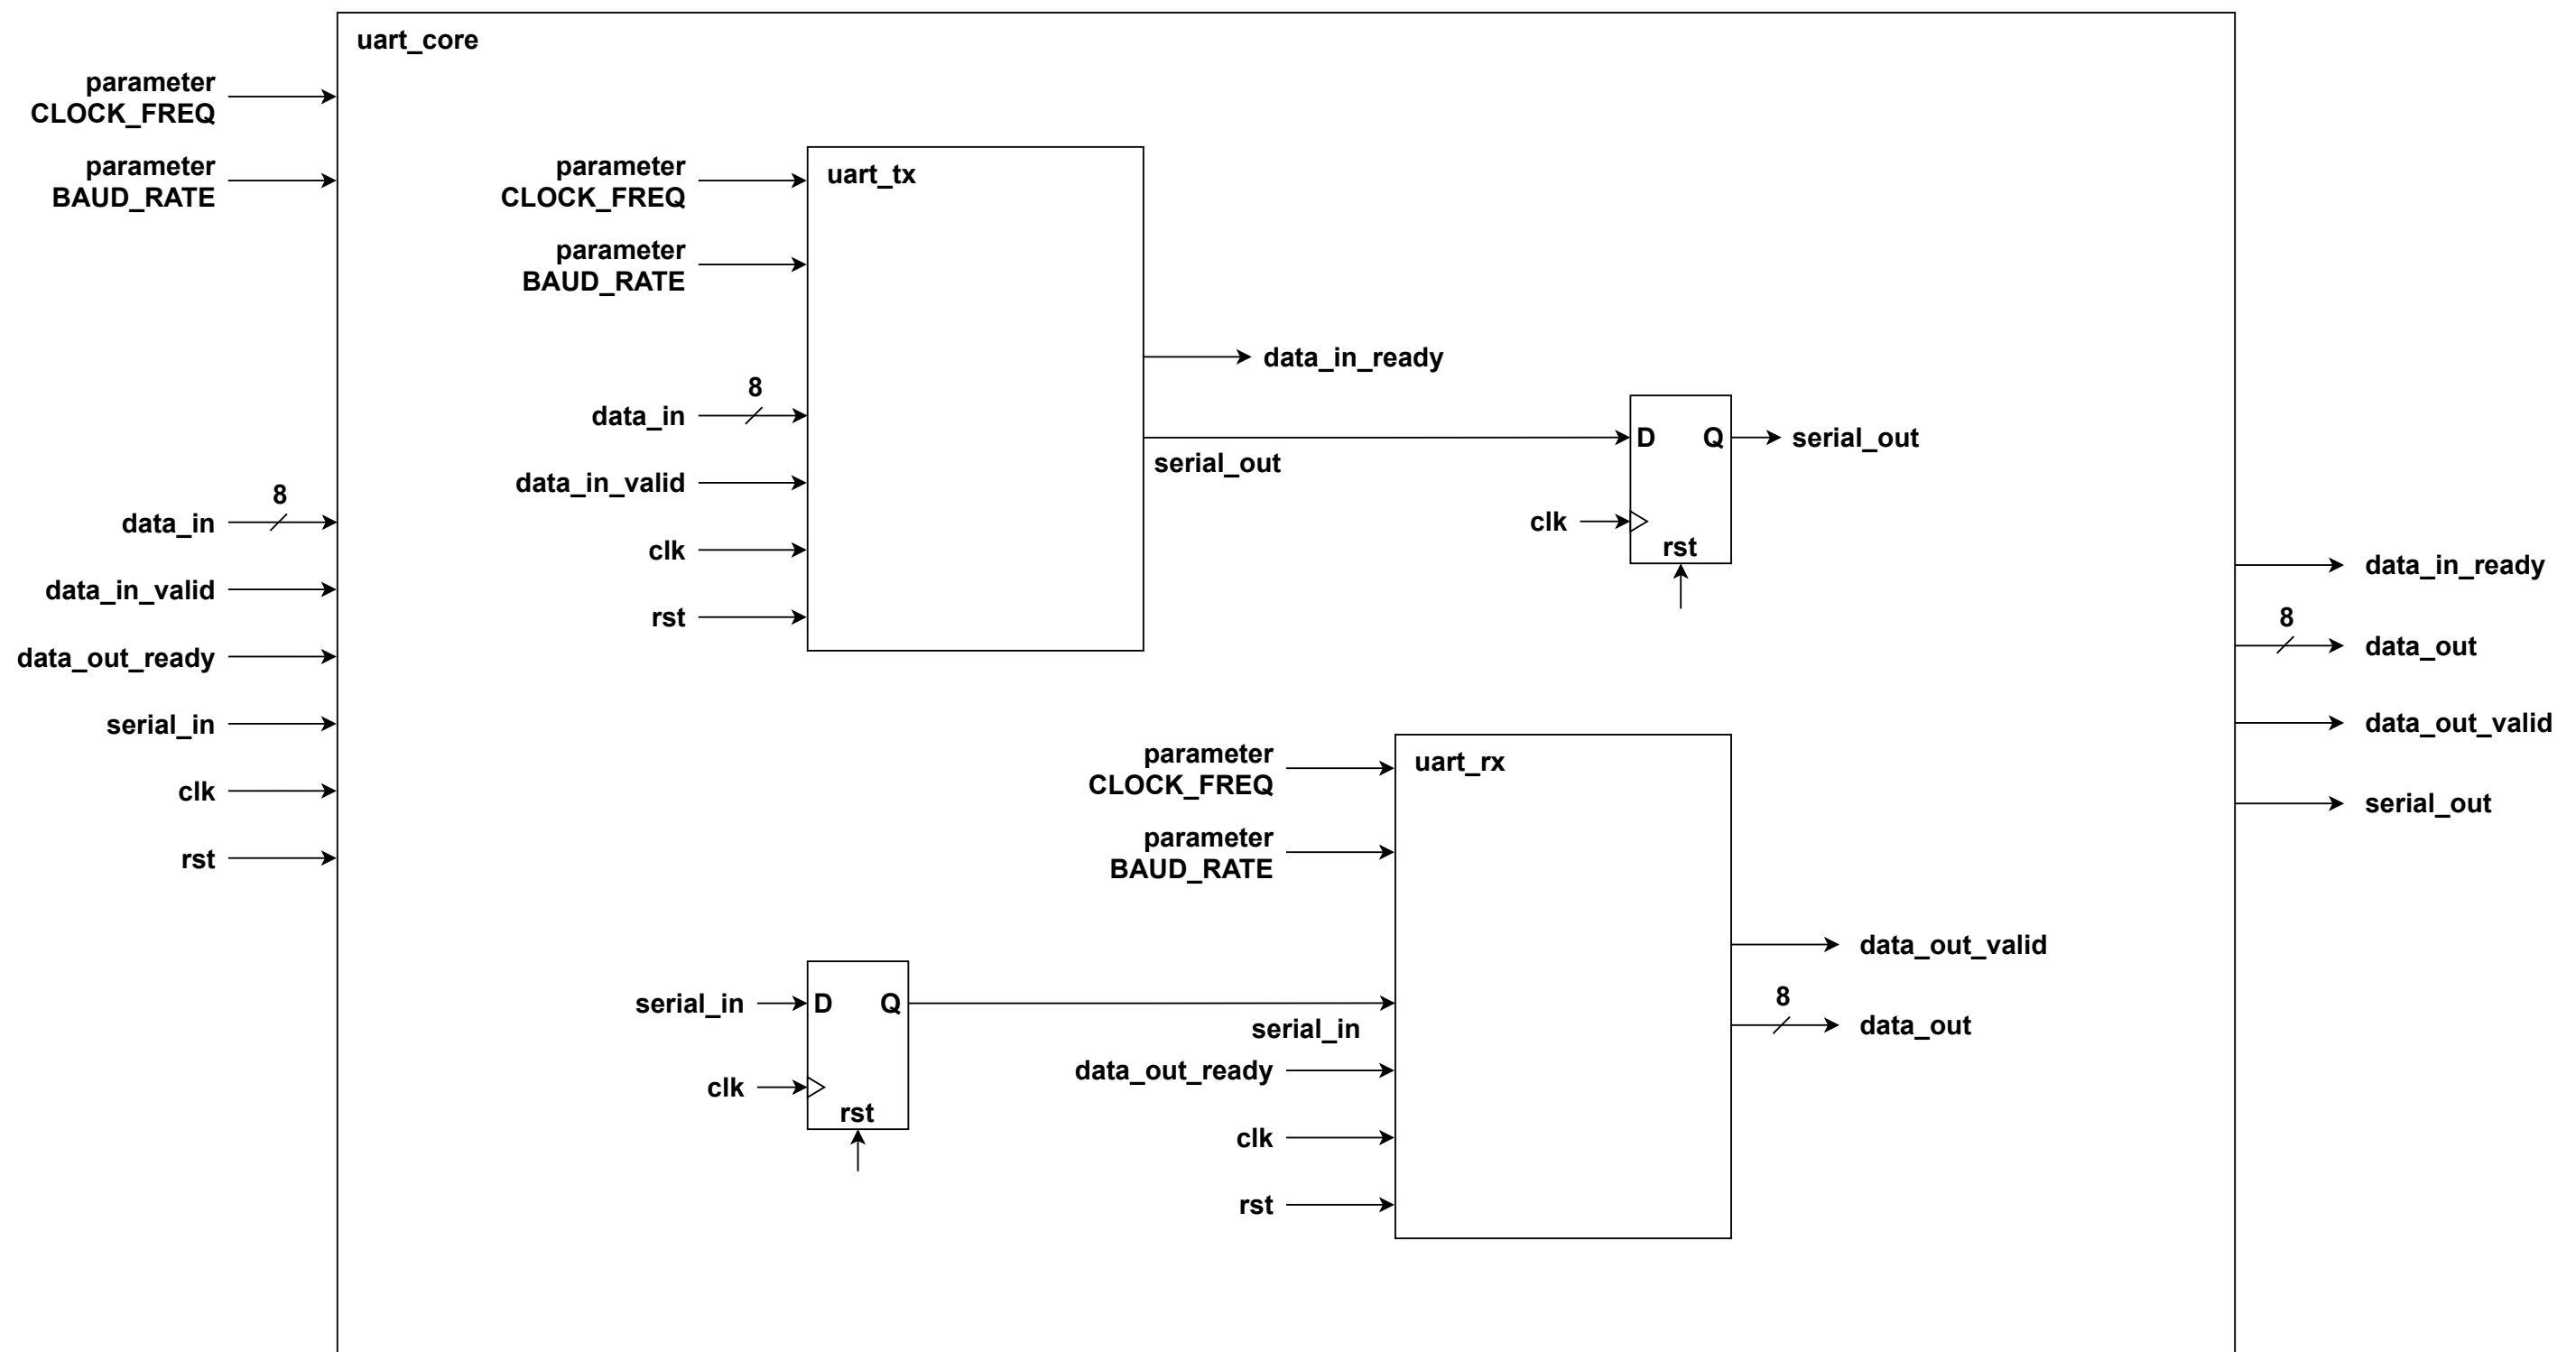 uart_core
parameter
CLOCK_FREQ
parameter
BAUD_RATE
8
data_in
data_in_valid
data_out_ready
serial_in
clk
rst
parameter
CLOCK_FREQ
parameter
BAUD_RATE
8
data_in
data_in_valid
clk
rst
uart_tx
data_in_ready
serial_out
D Q
clk
rst
serial_out
parameter
CLOCK_FREQ
parameter
BAUD_RATE
uart_rx
serial_in
D Q
clk
rst
serial_in
data_out_ready
clk
rst
data_out_valid
8
data_out
data_in_ready
8
data_out
data_out_valid
serial_out